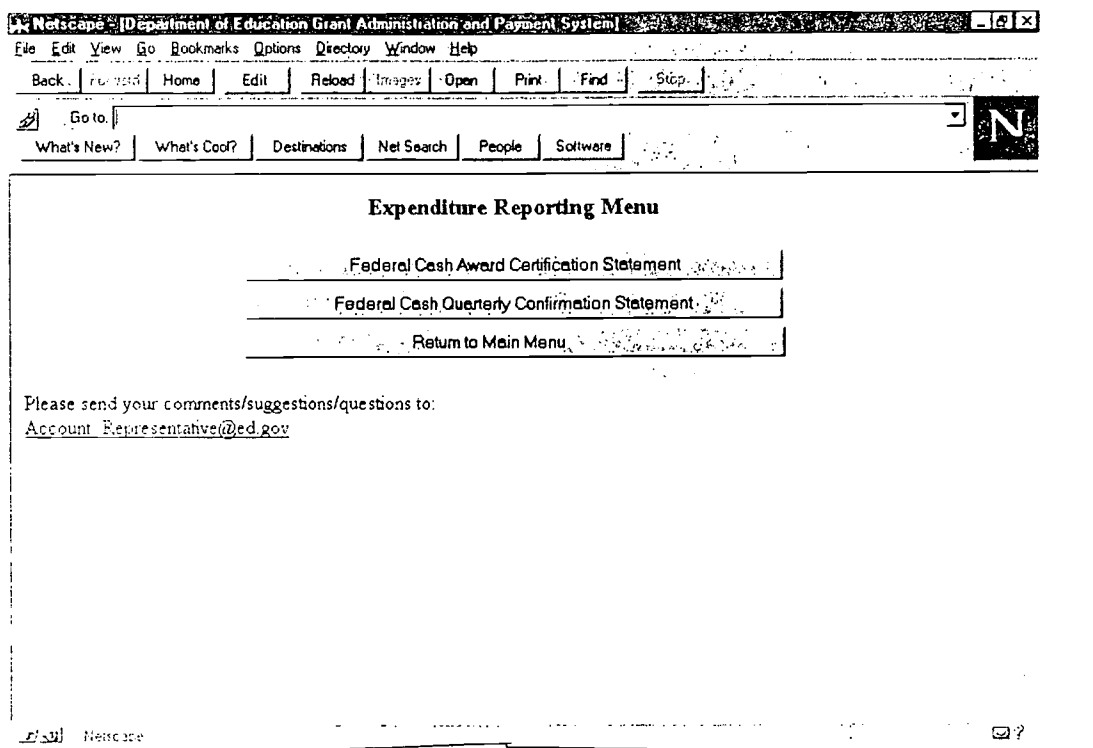 Netscape - [Department of Education Grant Administration and Payment System]
File Edit View Go Bookmarks Options Directory Window Help
Back Forward Home Edit Reload Images Open Print Find Stop
Go to:
N
What's New? What's Cool? Destinations Net Search People Software
Expenditure Reporting Menu
Federal Cash Award Certification Statement
Federal Cash Quarterly Confirmation Statement
Return to Main Menu
Please send your comments/suggestions/questions to:
Account_Representative@ed.gov
Netscape
?